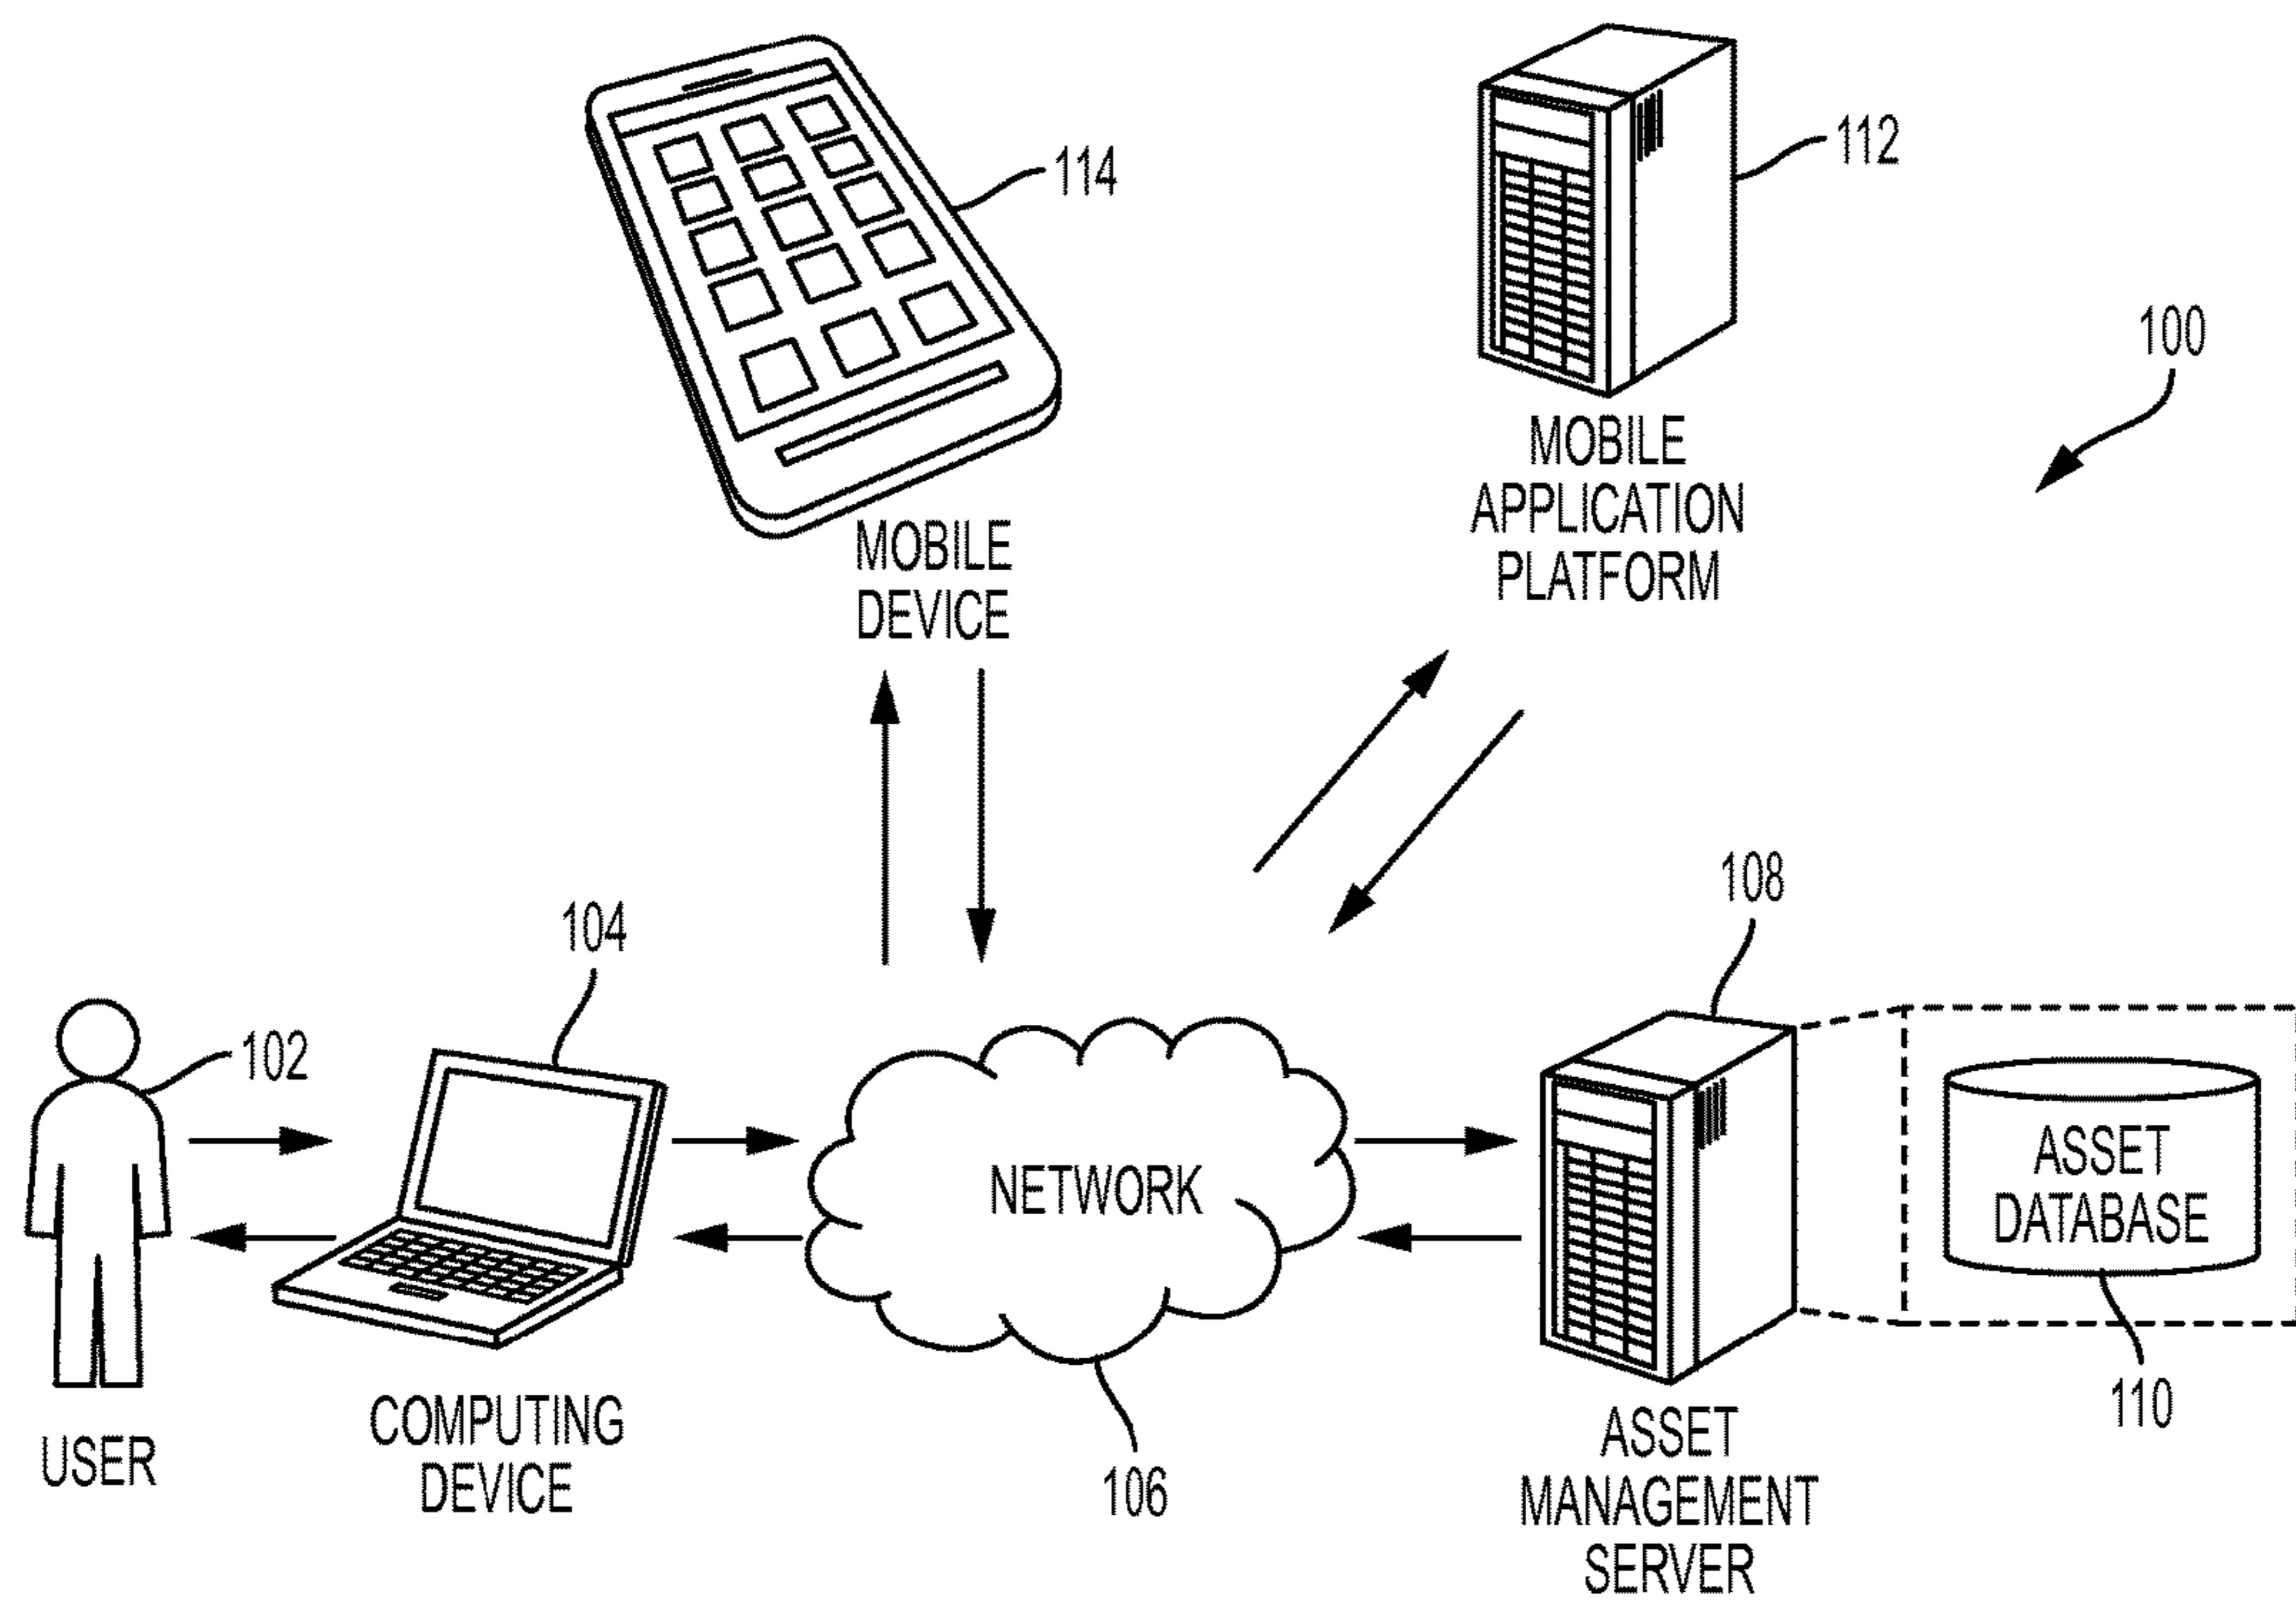 114
112
100
MOBILE
DEVICE
MOBILE
APPLICATION
PLATFORM
108
104
102
NETWORK
ASSET
DATABASE
110
106
USER
COMPUTING
DEVICE
ASSET
MANAGEMENT
SERVER